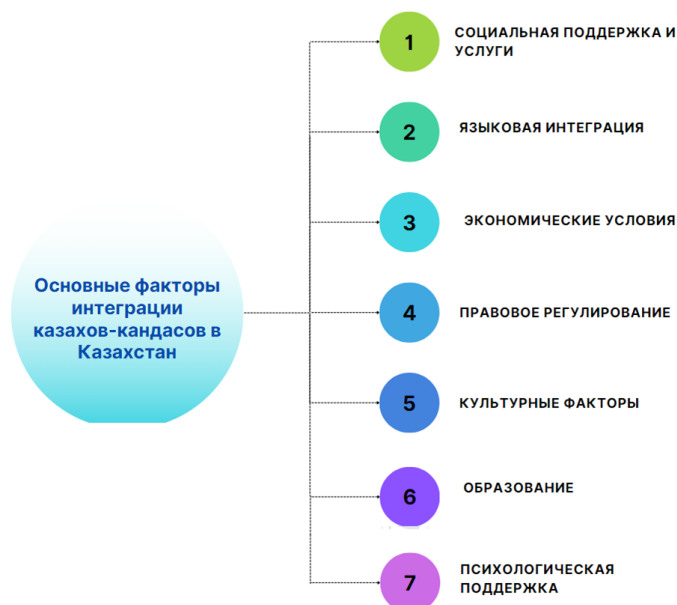 Основные факторы
интеграции
казахов-кандасов в
Казахстан
1
СОЦИАЛЬНАЯ ПОДДЕРЖКА И
УСЛУГИ
2
ЯЗЫКОВАЯ ИНТЕГРАЦИЯ
3
ЭКОНОМИЧЕСКИЕ УСЛОВИЯ
4
ПРАВОВОЕ РЕГУЛИРОВАНИЕ
5
КУЛЬТУРНЫЕ ФАКТОРЫ
6
ОБРАЗОВАНИЕ
7
ПСИХОЛОГИЧЕСКАЯ
ПОДДЕРЖКА